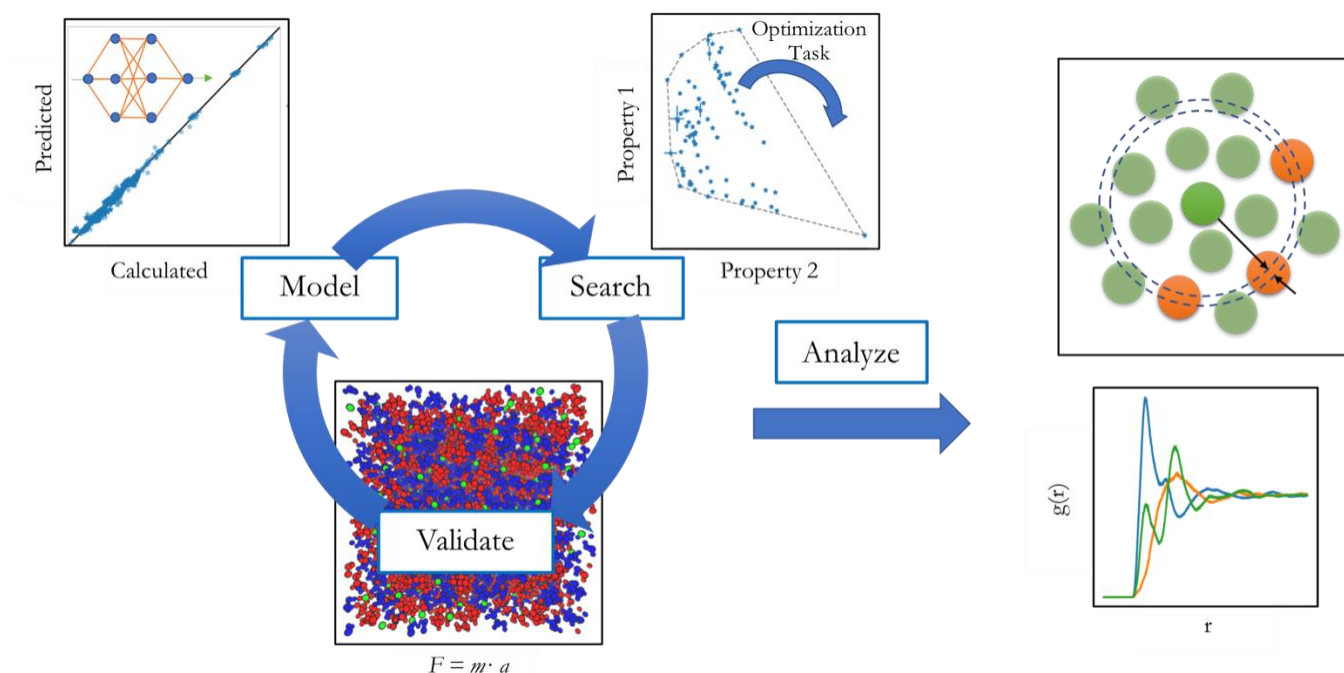 Predicted
Calculated
Property 1
Optimization
Task
Property 2
Model
Search
Validate
F = m· a
Analyze
g(r)
r